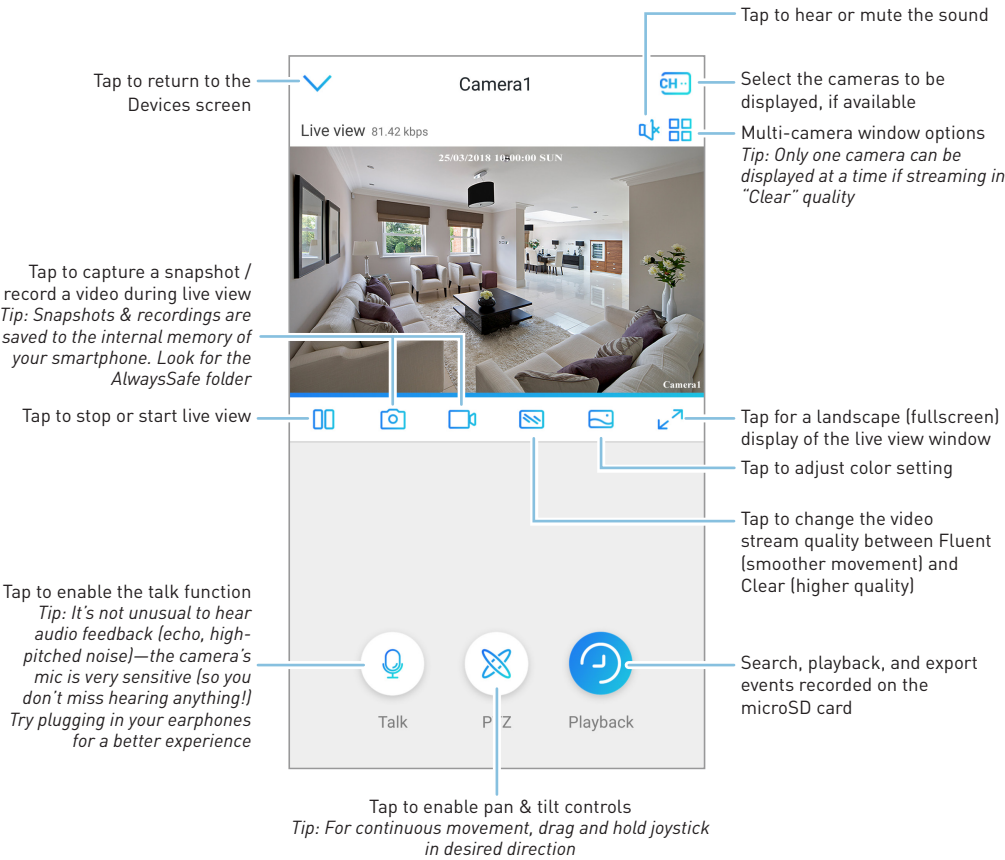 Tap to hear or mute the sound
Tap to return to the
Devices screen
Camera1
CH
Select the cameras to be
displayed, if available
Live view 81.42 kbps
Multi-camera window options
Tip: Only one camera can be
displayed at a time if streaming in
“Clear” quality
25/03/2018 10:00:00 SUN
Tap to capture a snapshot /
record a video during live view
Tip: Snapshots & recordings are
saved to the internal memory of
your smartphone. Look for the
AlwaysSafe folder
Camera1
Tap to stop or start live view
Tap for a landscape (fullscreen)
display of the live view window
Tap to adjust color setting
Tap to change the video
stream quality between Fluent
(smoother movement) and
Clear (higher quality)
Tap to enable the talk function
Tip: It’s not unusual to hear
audio feedback (echo, high-
pitched noise)—the camera’s
mic is very sensitive (so you
don’t miss hearing anything!)
Try plugging in your earphones
for a better experience
Search, playback, and export
events recorded on the
microSD card
Talk
PTZ
Playback
Tap to enable pan & tilt controls
Tip: For continuous movement, drag and hold joystick
in desired direction